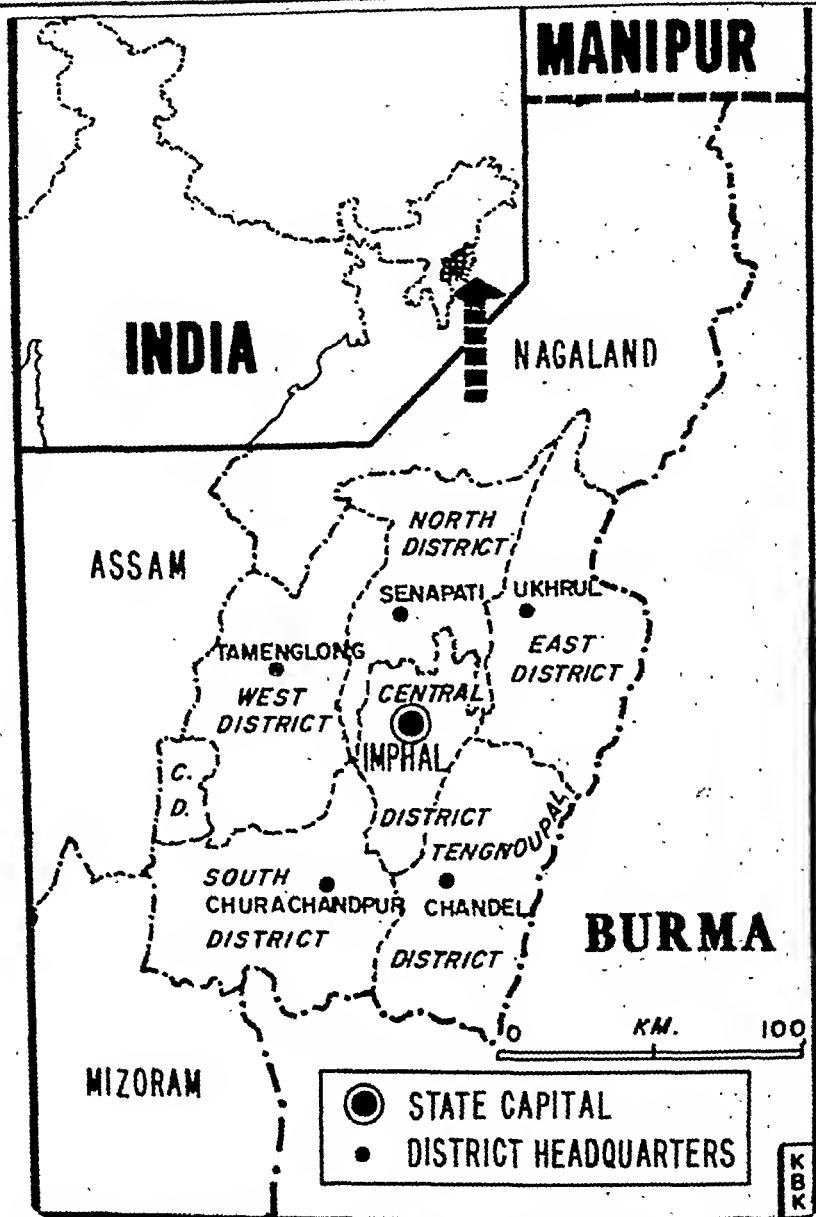 MANIPUR
INDIA
NAGALAND
ASSAM
NORTH
DISTRICT
SENAPATI
UKHRUL
EAST
DISTRICT
TAMENGLONG
WEST
DISTRICT
CENTRAL
IMPHAL
C.
D.
DISTRICT
TENGNOUPAL
SOUTH
CHURACHANDPUR
DISTRICT
CHANDEL
DISTRICT
BURMA
0 KM. 100
MIZORAM
STATE CAPITAL
DISTRICT HEADQUARTERS
KBK